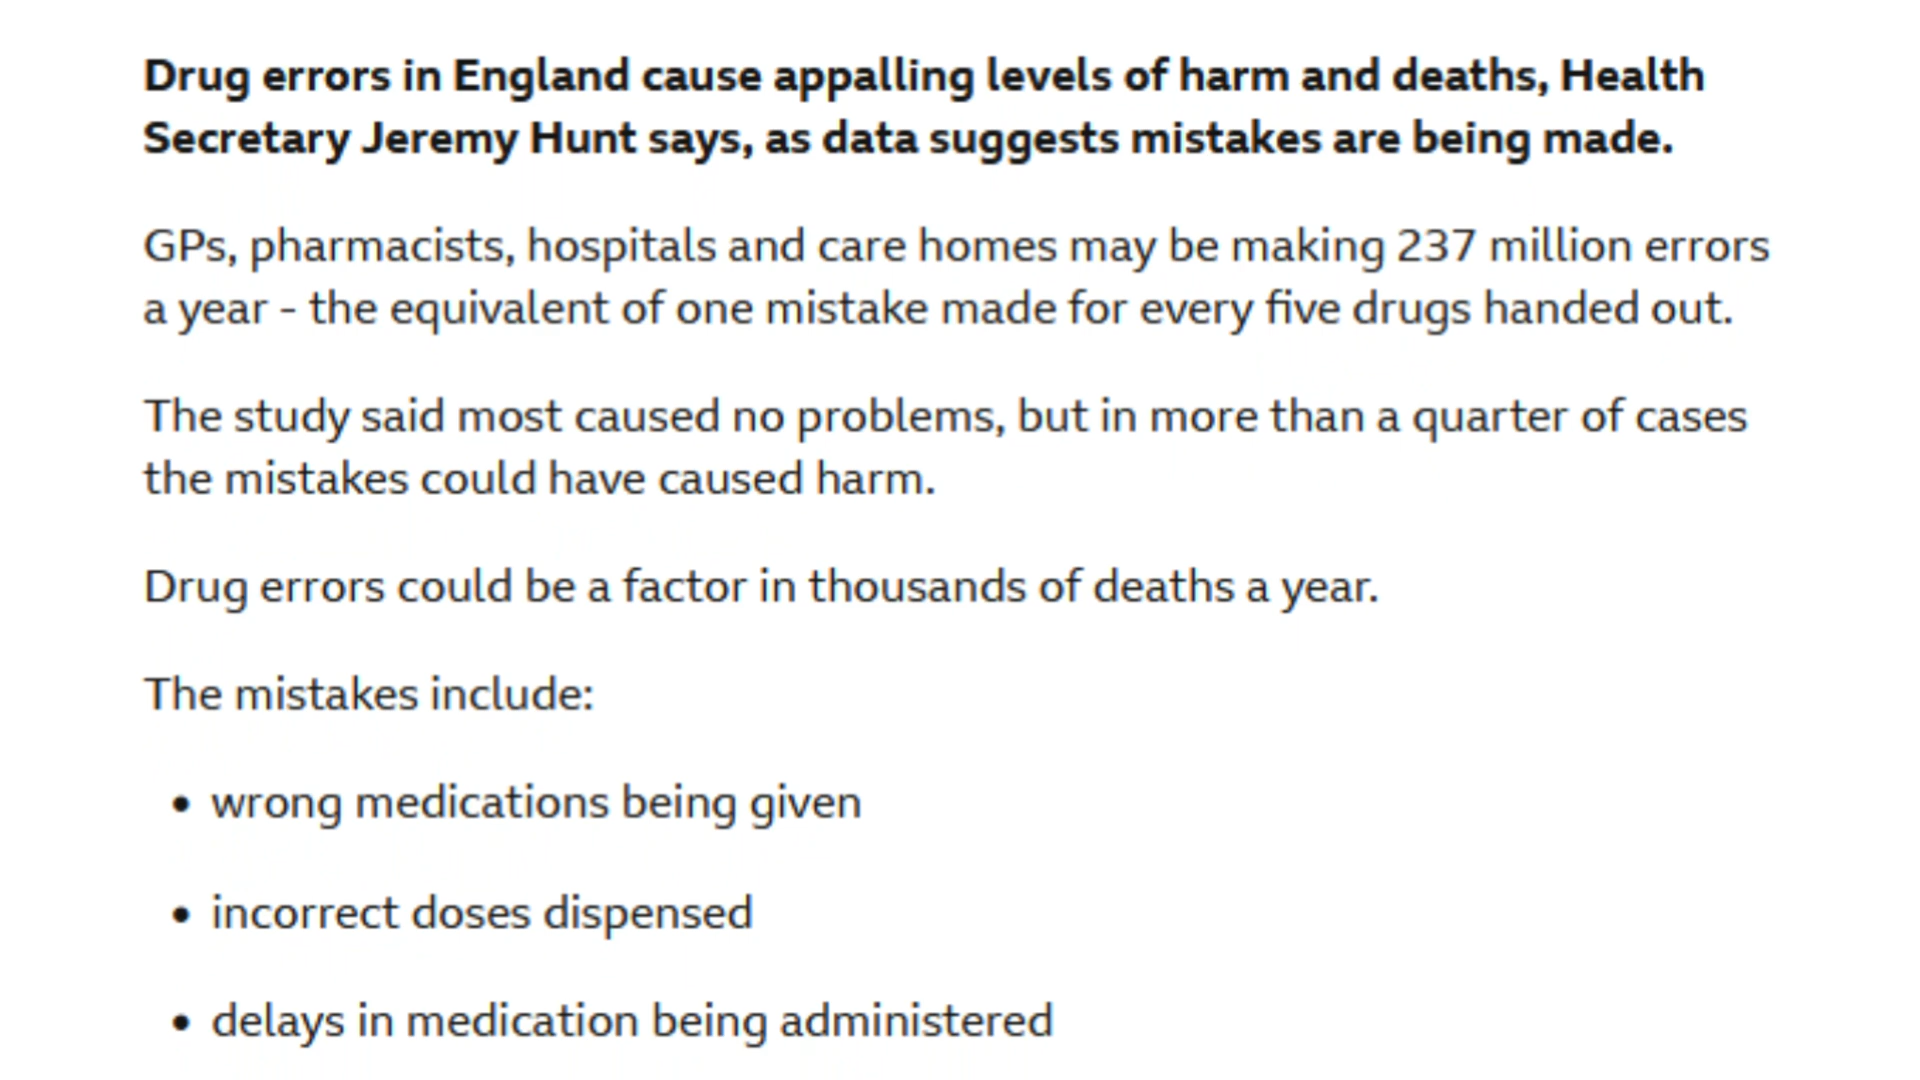 Drug errors in England cause appalling levels of harm and deaths, Health
Secretary Jeremy Hunt says, as data suggests mistakes are being made.
GPs, pharmacists, hospitals and care homes may be making 237 million errors
a year - the equivalent of one mistake made for every five drugs handed out.
The study said most caused no problems, but in more than a quarter of cases
the mistakes could have caused harm.
Drug errors could be a factor in thousands of deaths a year.
The mistakes include:
• wrong medications being given
• incorrect doses dispensed
• delays in medication being administered